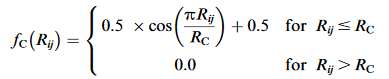 f_C(R_ij) = { 0.5 × cos(πR_ij / R_C) + 0.5 for R_ij ≤ R_C
0.0 for R_ij > R_C